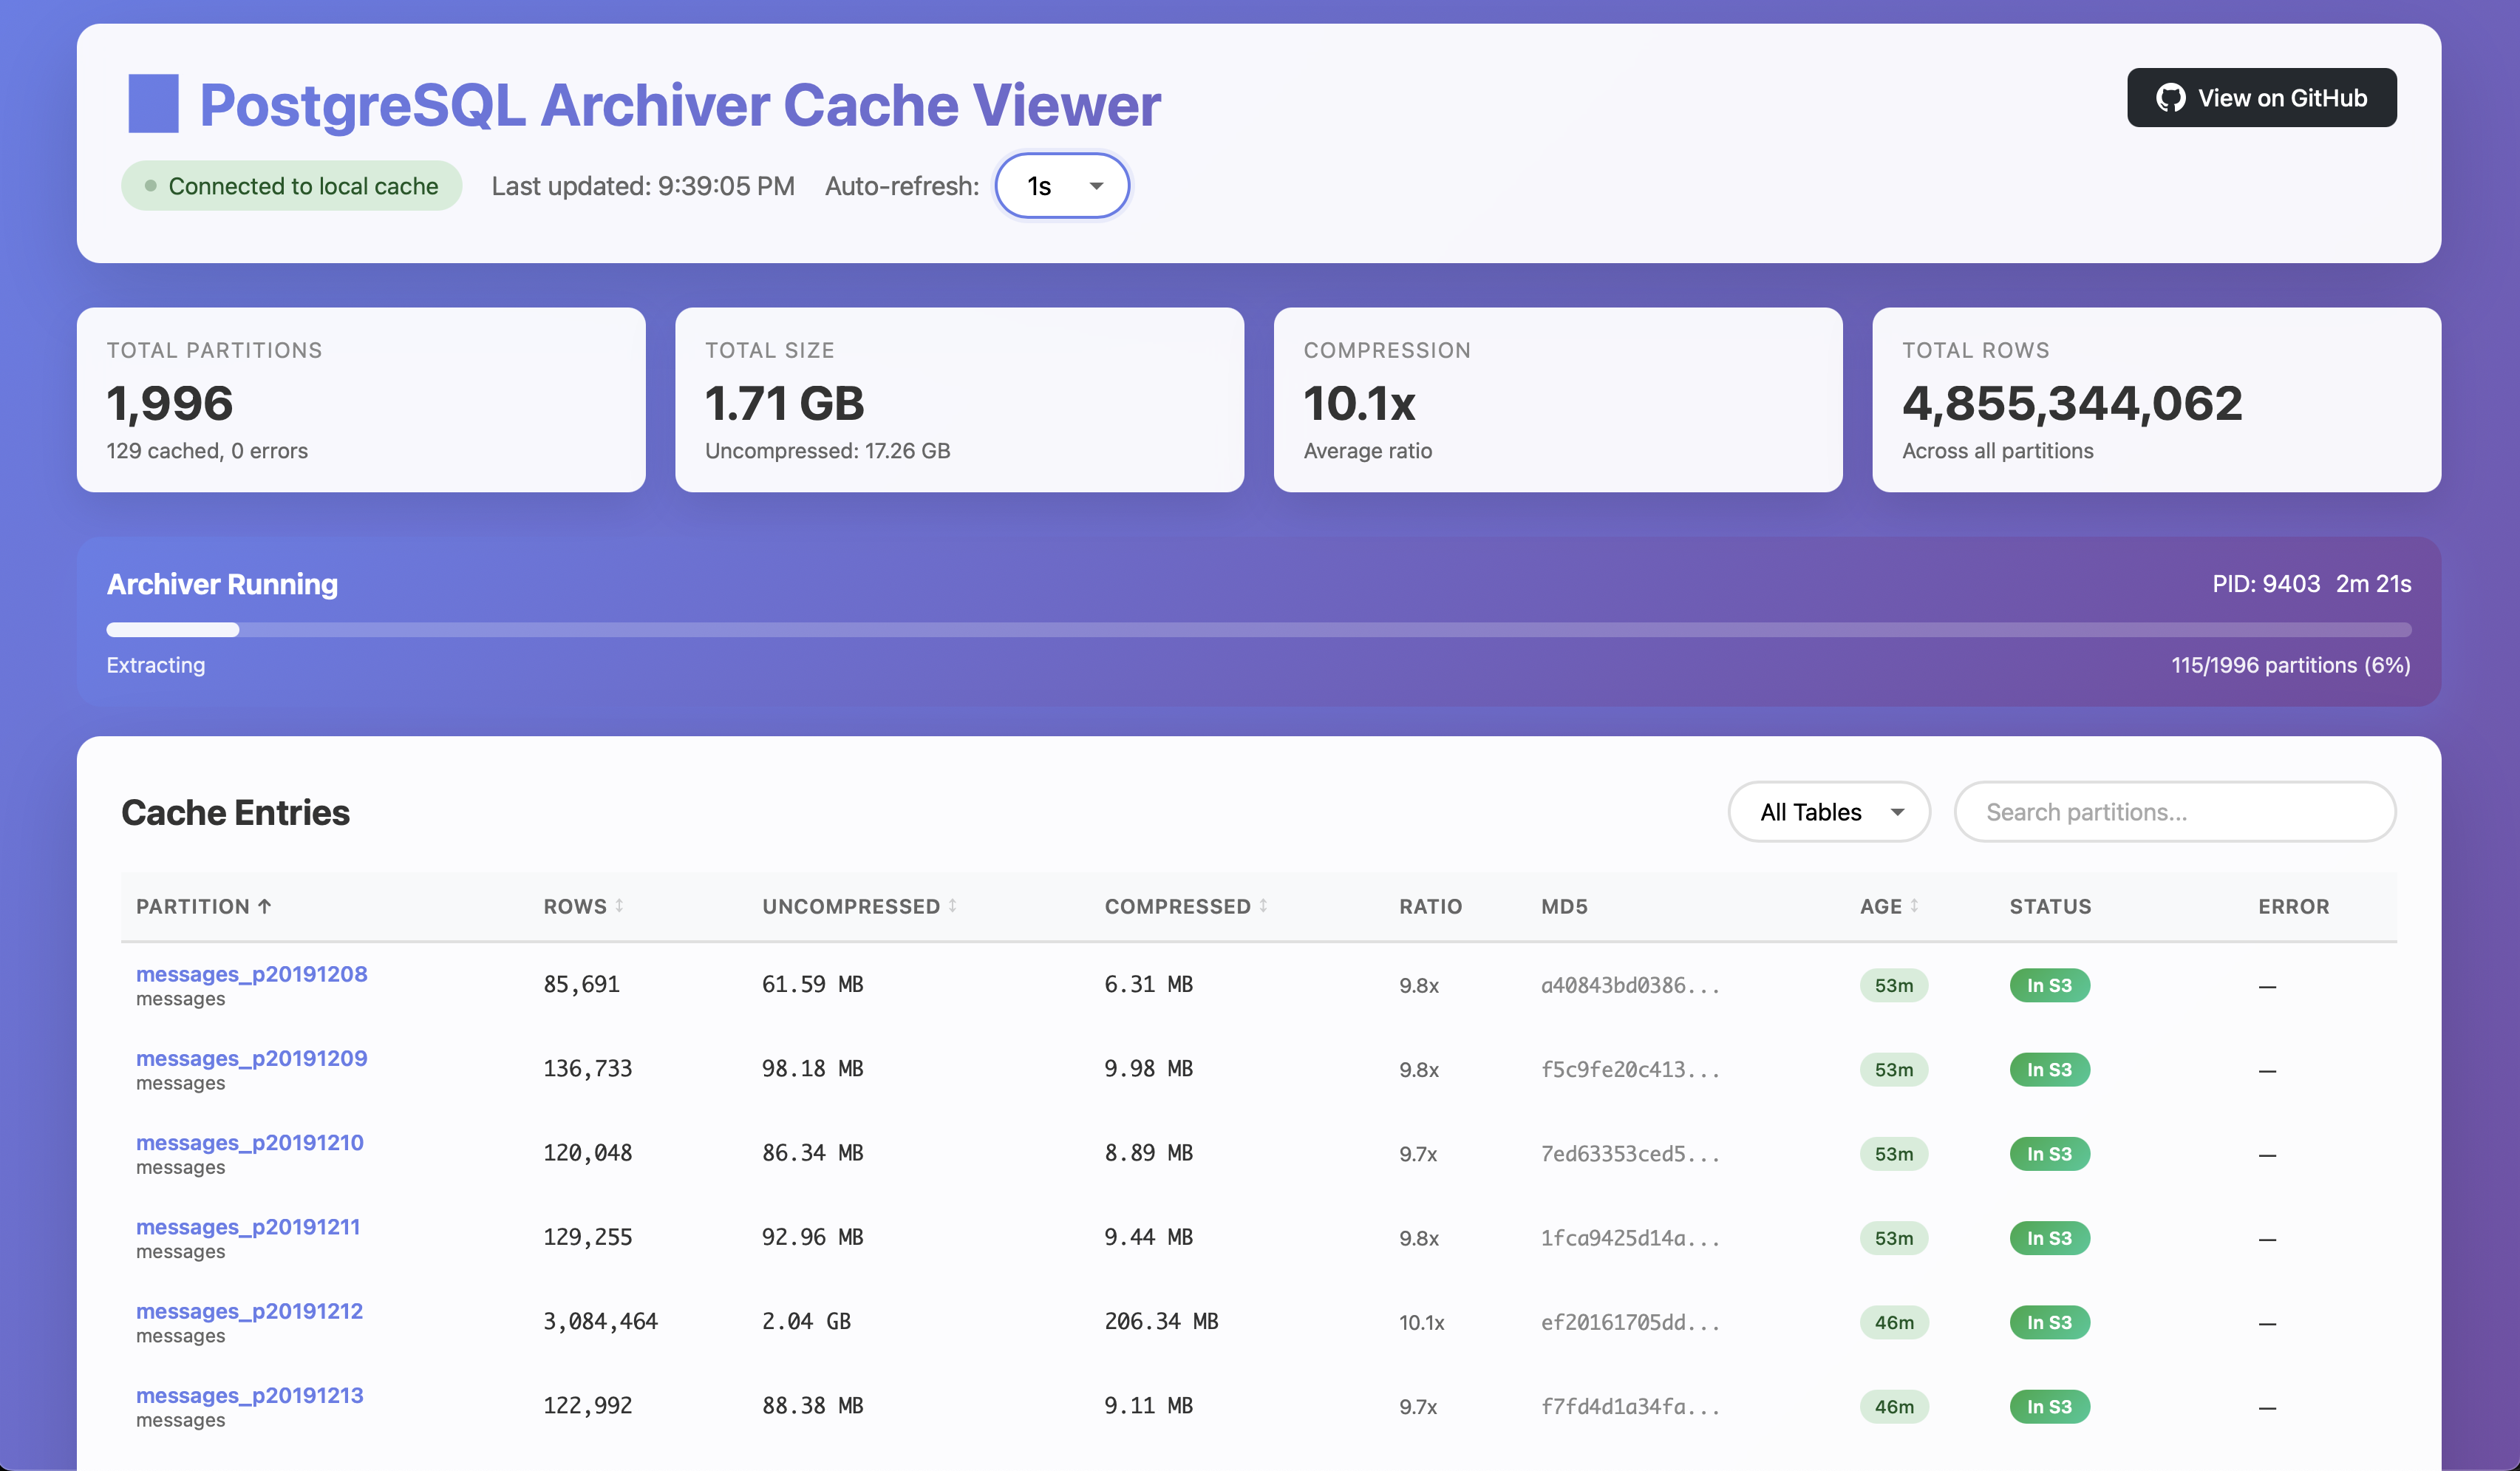 PostgreSQL Archiver Cache Viewer
View on GitHub
Connected to local cache Last updated: 9:39:05 PM Auto-refresh: 1s
TOTAL PARTITIONS
1,996
129 cached, 0 errors
TOTAL SIZE
1.71 GB
Uncompressed: 17.26 GB
COMPRESSION
10.1x
Average ratio
TOTAL ROWS
4,855,344,062
Across all partitions
Archiver Running PID: 9403 2m 21s
Extracting 115/1996 partitions (6%)
Cache Entries All Tables Search partitions...
PARTITION ↑ ROWS ↕ UNCOMPRESSED ↕ COMPRESSED ↕ RATIO MD5 AGE ↕ STATUS ERROR
messages_p20191208 85,691 61.59 MB 6.31 MB 9.8x a40843bd0386... 53m In S3 —
messages
messages_p20191209 136,733 98.18 MB 9.98 MB 9.8x f5c9fe20c413... 53m In S3 —
messages
messages_p20191210 120,048 86.34 MB 8.89 MB 9.7x 7ed63353ced5... 53m In S3 —
messages
messages_p20191211 129,255 92.96 MB 9.44 MB 9.8x 1fca9425d14a... 53m In S3 —
messages
messages_p20191212 3,084,464 2.04 GB 206.34 MB 10.1x ef20161705dd... 46m In S3 —
messages
messages_p20191213 122,992 88.38 MB 9.11 MB 9.7x f7fd4d1a34fa... 46m In S3 —
messages